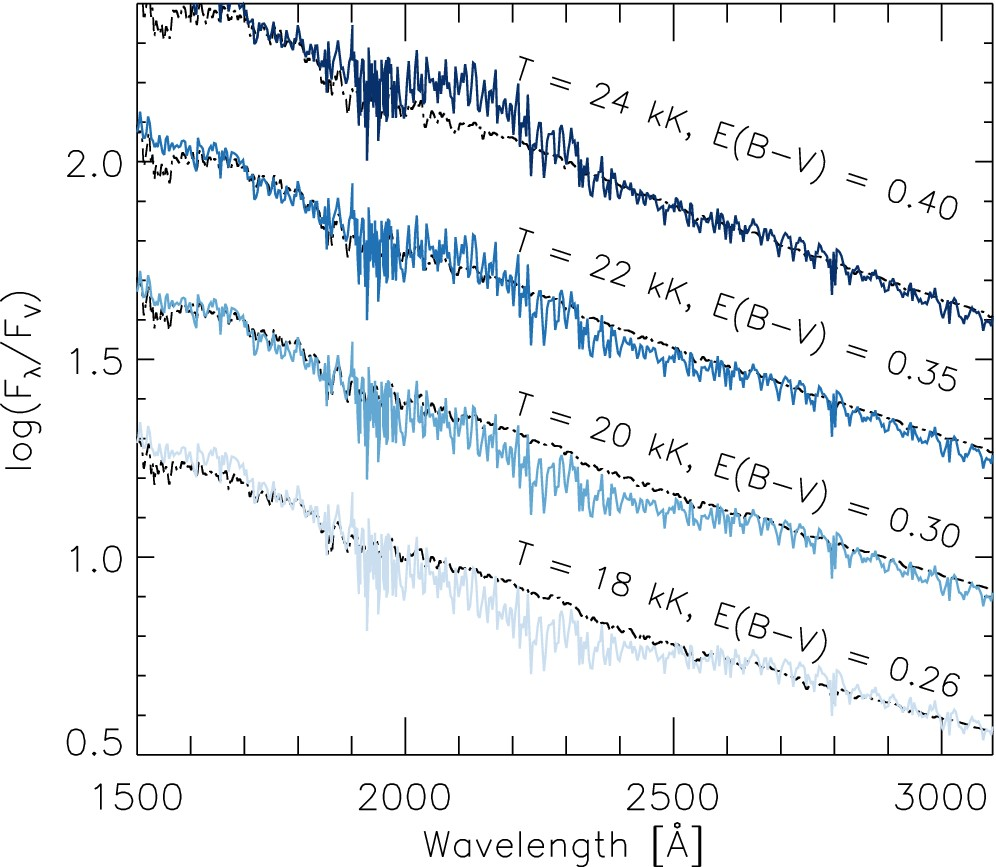 T = 24 kK, E(B−V) = 0.40
T = 22 kK, E(B−V) = 0.35
T = 20 kK, E(B−V) = 0.30
T = 18 kK, E(B−V) = 0.26
log(Fλ/FV)
2.0
1.5
1.0
0.5
1500 2000 2500 3000
Wavelength [Å]